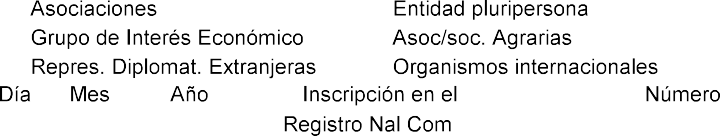 Asociaciones Entidad pluripersona
Grupo de Interés Económico Asoc/soc. Agrarias
Repres. Diplomat. Extranjeras Organismos internacionales
Día Mes Año Inscripción en el Número
Registro Nal Com